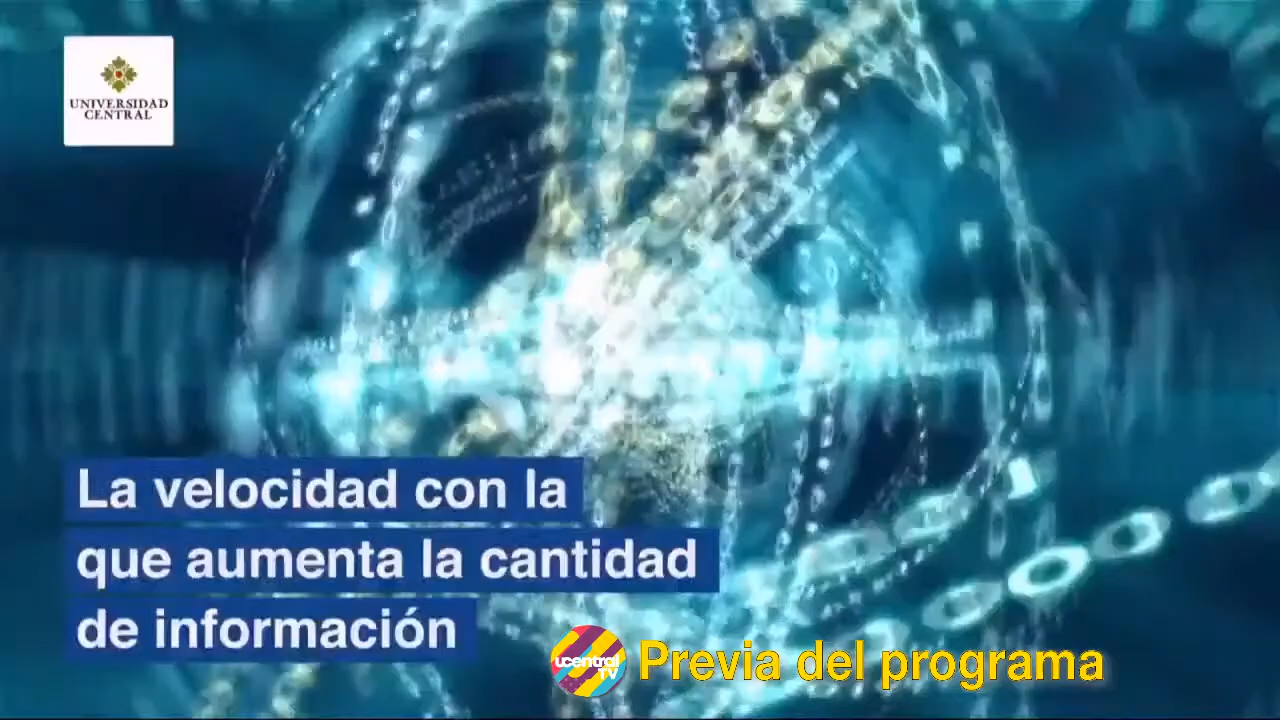 UNIVERSIDAD
CENTRAL
La velocidad con la
que aumenta la cantidad
de información
ucentral
TV
Previa del programa